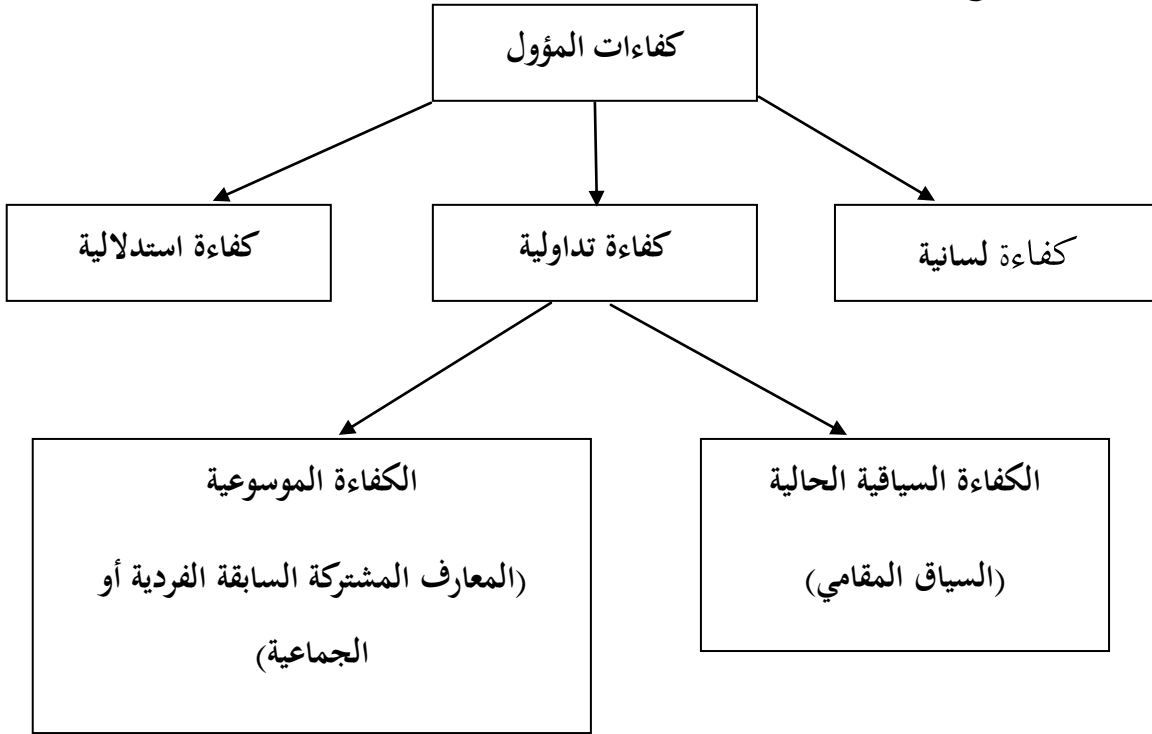 كفاءات المؤول
كفاءة لسانية
كفاءة تداولية
كفاءة استدلالية
الكفاءة السياقية الحالية
(السياق المقامي)
الكفاءة الموسوعية
(المعارف المشتركة السابقة الفردية أو
الجماعية)